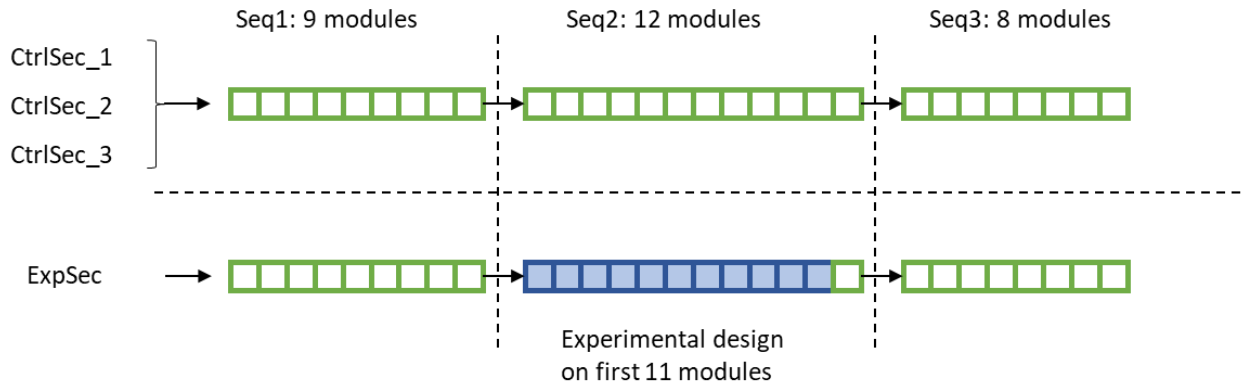 Seq1: 9 modules
Seq2: 12 modules
Seq3: 8 modules
CtrlSec_1
CtrlSec_2
CtrlSec_3
ExpSec
Experimental design
on first 11 modules